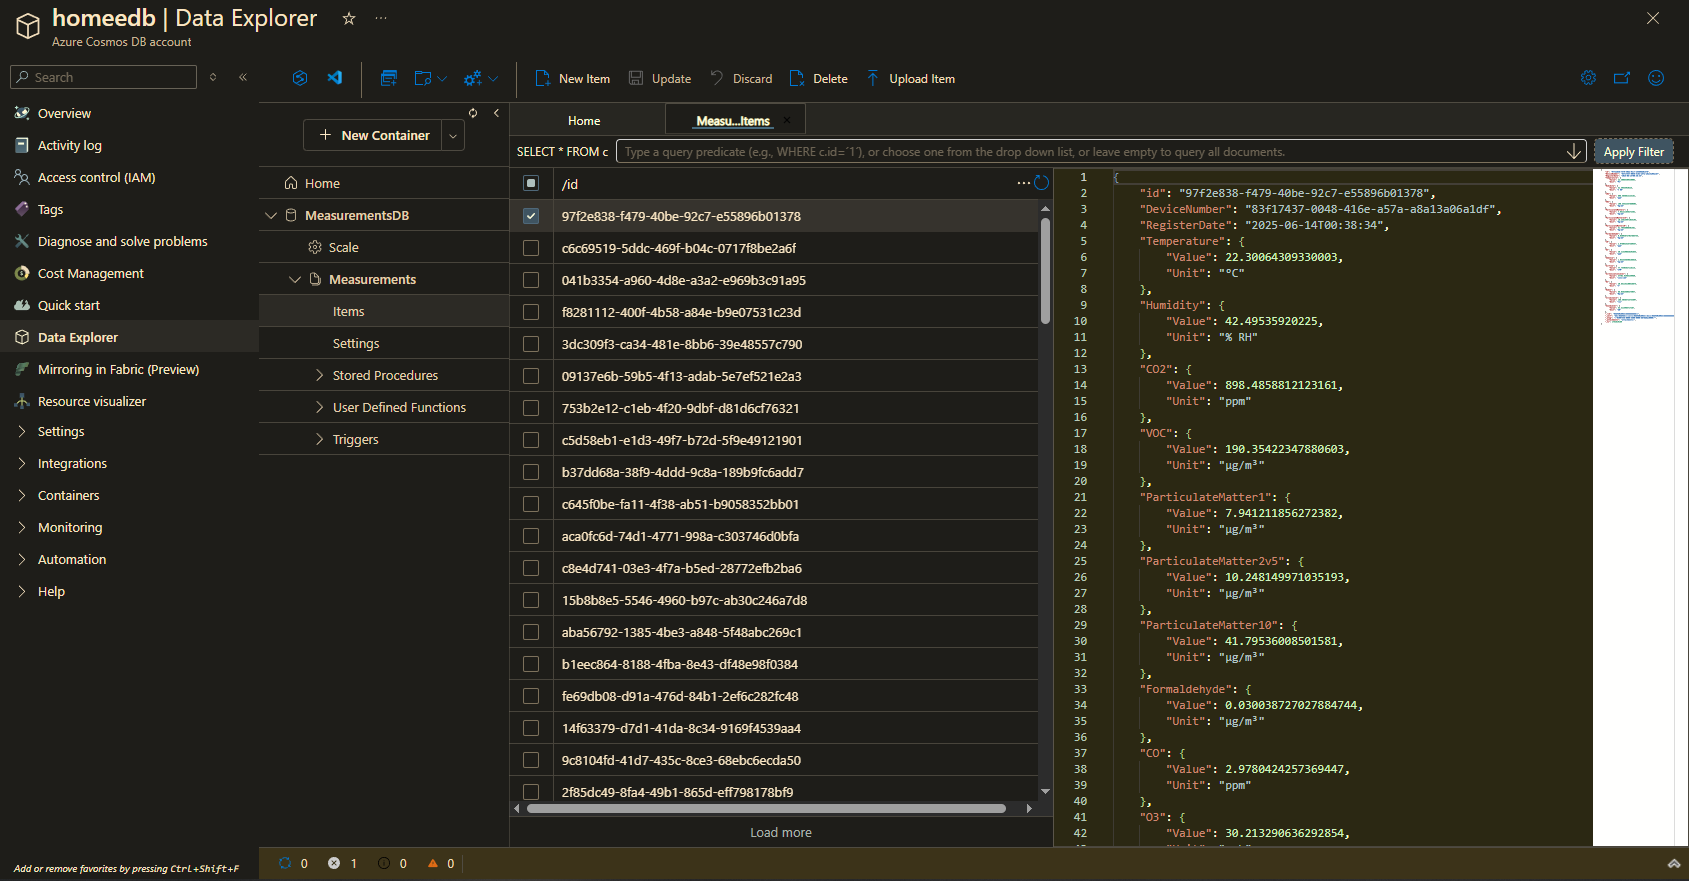 homeedb | Data Explorer
Azure Cosmos DB account
Search
Overview
Activity log
Access control (IAM)
Tags
Diagnose and solve problems
Cost Management
Quick start
Data Explorer
Mirroring in Fabric (Preview)
Resource visualizer
Settings
Integrations
Containers
Monitoring
Automation
Help
Add or remove favorites by pressing Ctrl+Shift+F
New Item
Update
Discard
Delete
Upload Item
New Container
Home
MeasurementsDB
Scale
Measurements
Items
Settings
Stored Procedures
User Defined Functions
Triggers
Home
Measu...Items
SELECT * FROM c
Type a query predicate (e.g., WHERE c.id=´1´), or choose one from the drop down list, or leave empty to query all documents.
Apply Filter
/id
97f2e838-f479-40be-92c7-e55896b01378
c6c69519-5ddc-469f-b04c-0717f8be2a6f
041b3354-a960-4d8e-a3a2-e969b3c91a95
f8281112-400f-4b58-a84e-b9e07531c23d
3dc309f3-ca34-481e-8bb6-39e48557c790
09137e6b-59b5-4f13-adab-5e7ef521e2a3
753b2e12-c1eb-4f20-9dbf-d81d6cf76321
c5d58eb1-e1d3-49f7-b72d-5f9e49121901
b37dd68a-38f9-4ddd-9c8a-189b9fc6add7
c645f0be-fa11-4f38-ab51-b9058352bb01
aca0fc6d-74d1-4771-998a-c303746d0bfa
c8e4d741-03e3-4f7a-b5ed-28772efb2ba6
15b8b8e5-5546-4960-b97c-ab30c246a7d8
aba56792-1385-4be3-a848-5f48abc269c1
b1eec864-8188-4fba-8e43-df48e98f0384
fe69db08-d91a-476d-84b1-2ef6c282fc48
14f63379-d7d1-41da-8c34-9169f4539aa4
9c8104fd-41d7-435c-8ce3-68ebc6ecda50
2f85dc49-8fa4-49b1-865d-eff798178bf9
Load more
1 {
2 "id": "97f2e838-f479-40be-92c7-e55896b01378",
3 "DeviceNumber": "83f17437-0048-416e-a57a-a8a13a06a1df",
4 "RegisterDate": "2025-06-14T00:38:34",
5 "Temperature": {
6 "Value": 22.30064309330003,
7 "Unit": "°C"
8 },
9 "Humidity": {
10 "Value": 42.49535920225,
11 "Unit": "% RH"
12 },
13 "CO2": {
14 "Value": 898.4858812123161,
15 "Unit": "ppm"
16 },
17 "VOC": {
18 "Value": 190.35422347880603,
19 "Unit": "µg/m³"
20 },
21 "ParticulateMatter1": {
22 "Value": 7.941211856272382,
23 "Unit": "µg/m³"
24 },
25 "ParticulateMatter2v5": {
26 "Value": 10.248149971035193,
27 "Unit": "µg/m³"
28 },
29 "ParticulateMatter10": {
30 "Value": 41.79536008501581,
31 "Unit": "µg/m³"
32 },
33 "Formaldehyde": {
34 "Value": 0.030038727027884744,
35 "Unit": "µg/m³"
36 },
37 "CO": {
38 "Value": 2.9780424257369447,
39 "Unit": "ppm"
40 },
41 "O3": {
42 "Value": 30.213290636292854,
0 1 0 0